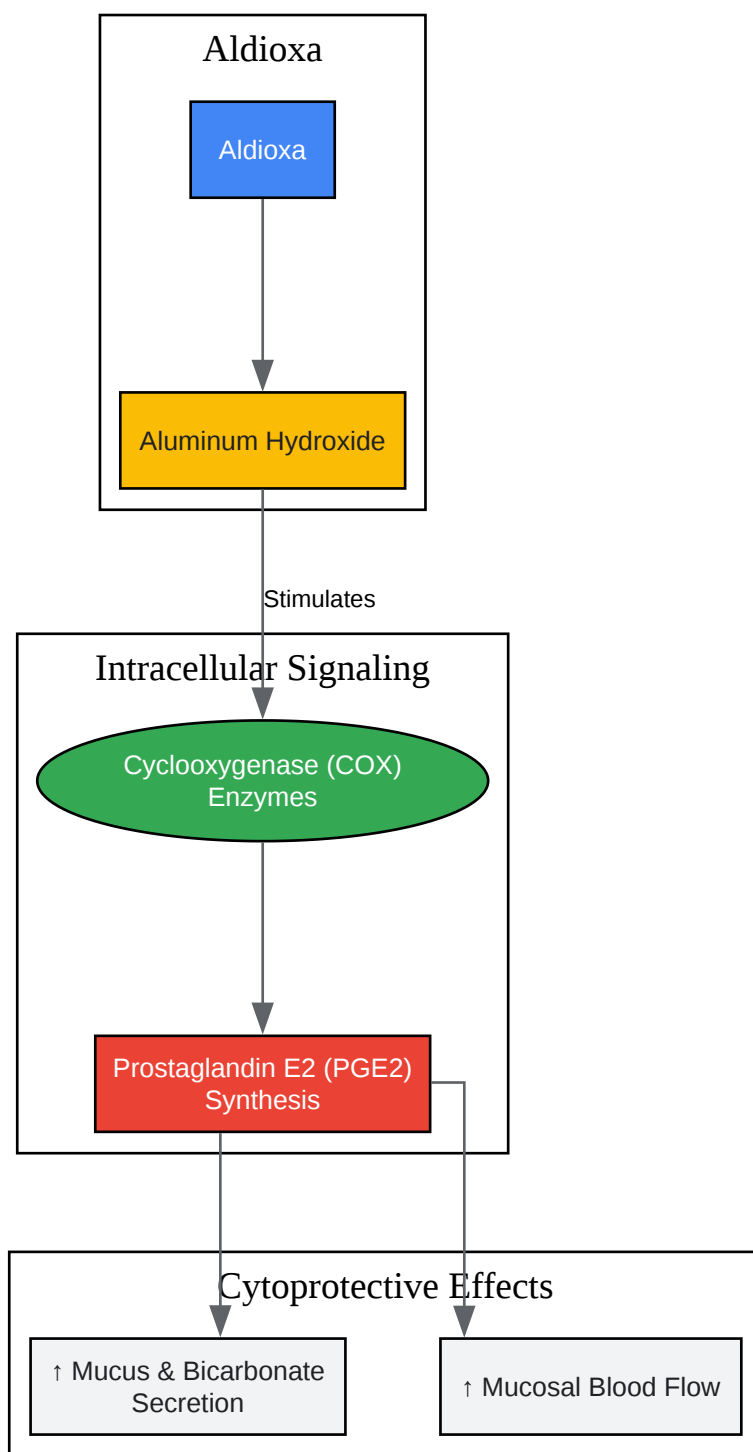 Aldioxa
Aldioxa
Aluminum Hydroxide
Stimulates
Intracellular Signaling
Cyclooxygenase (COX)
Enzymes
Prostaglandin E2 (PGE2)
Synthesis
Cytoprotective Effects
↑ Mucus & Bicarbonate
Secretion
↑ Mucosal Blood Flow